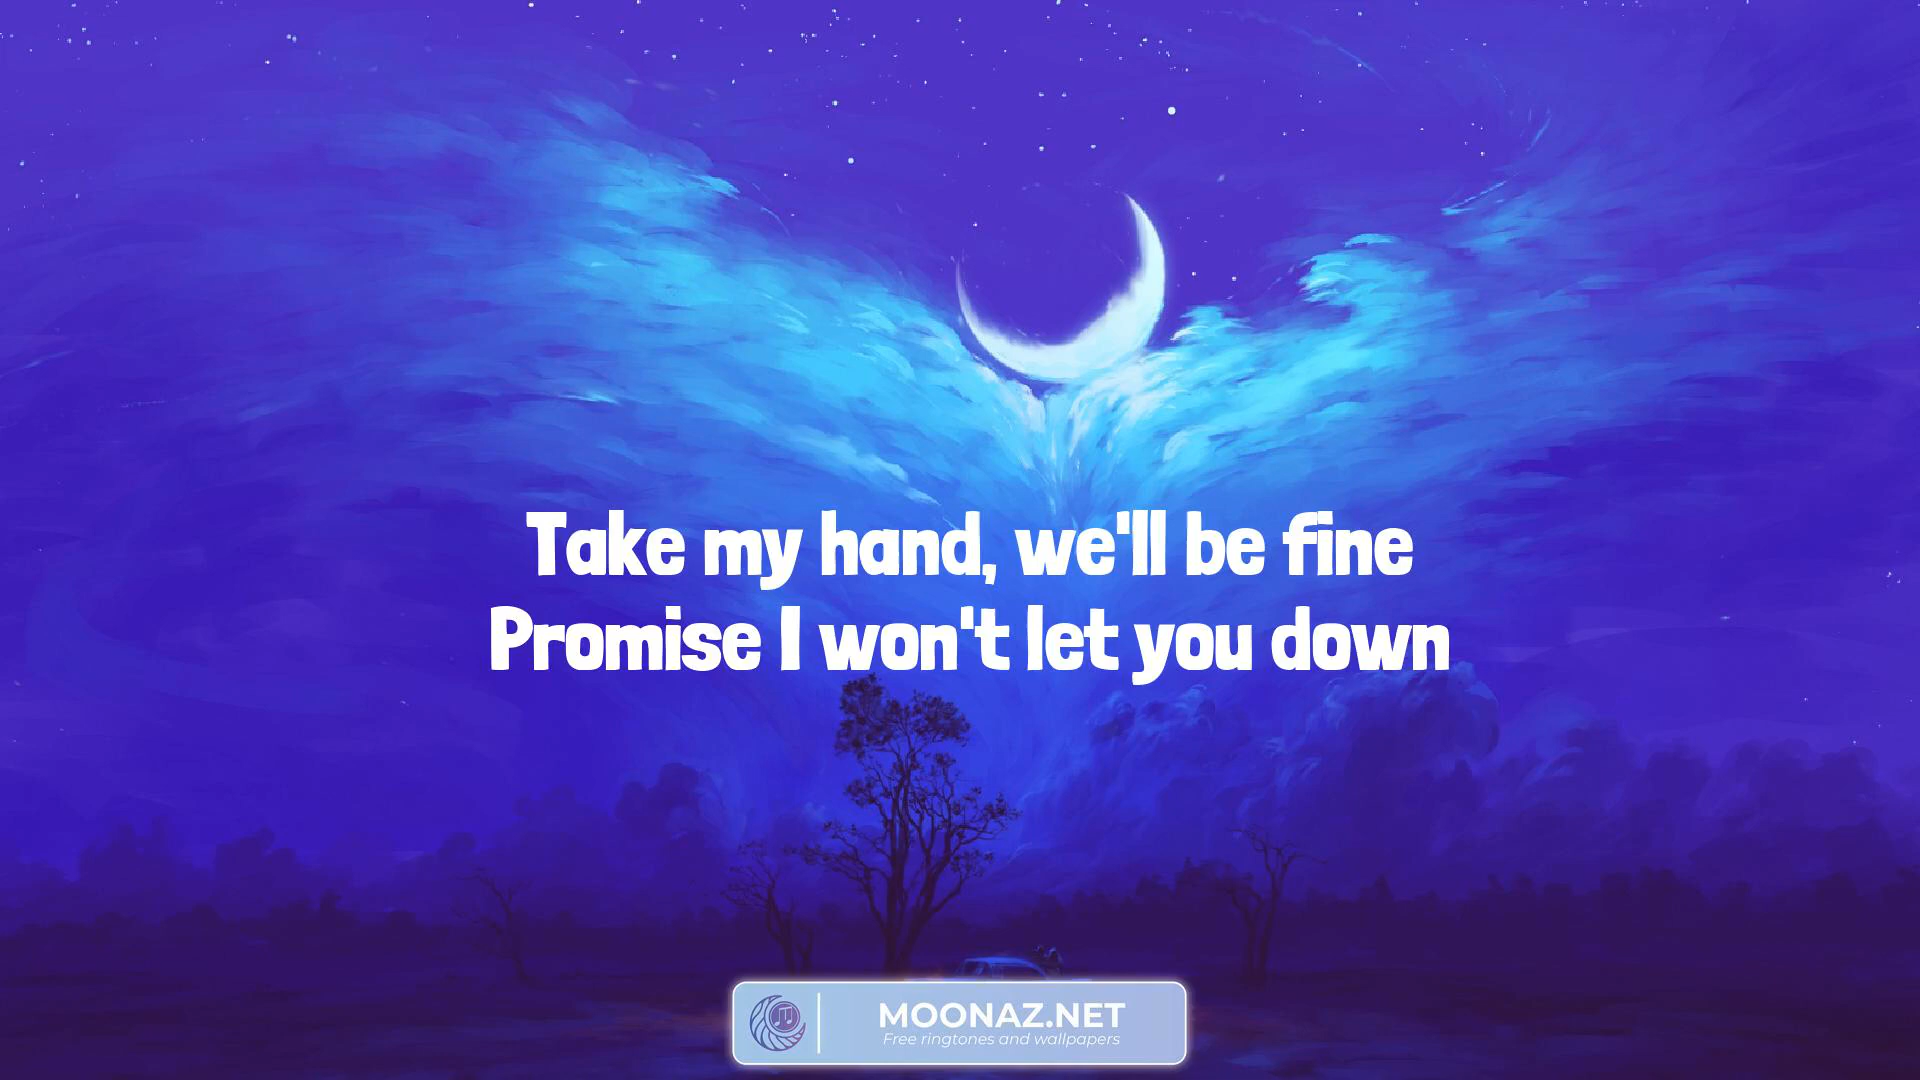 Take my hand, we'll be fine
Promise I won't let you down
MOONAZ.NET
Free ringtones and wallpapers